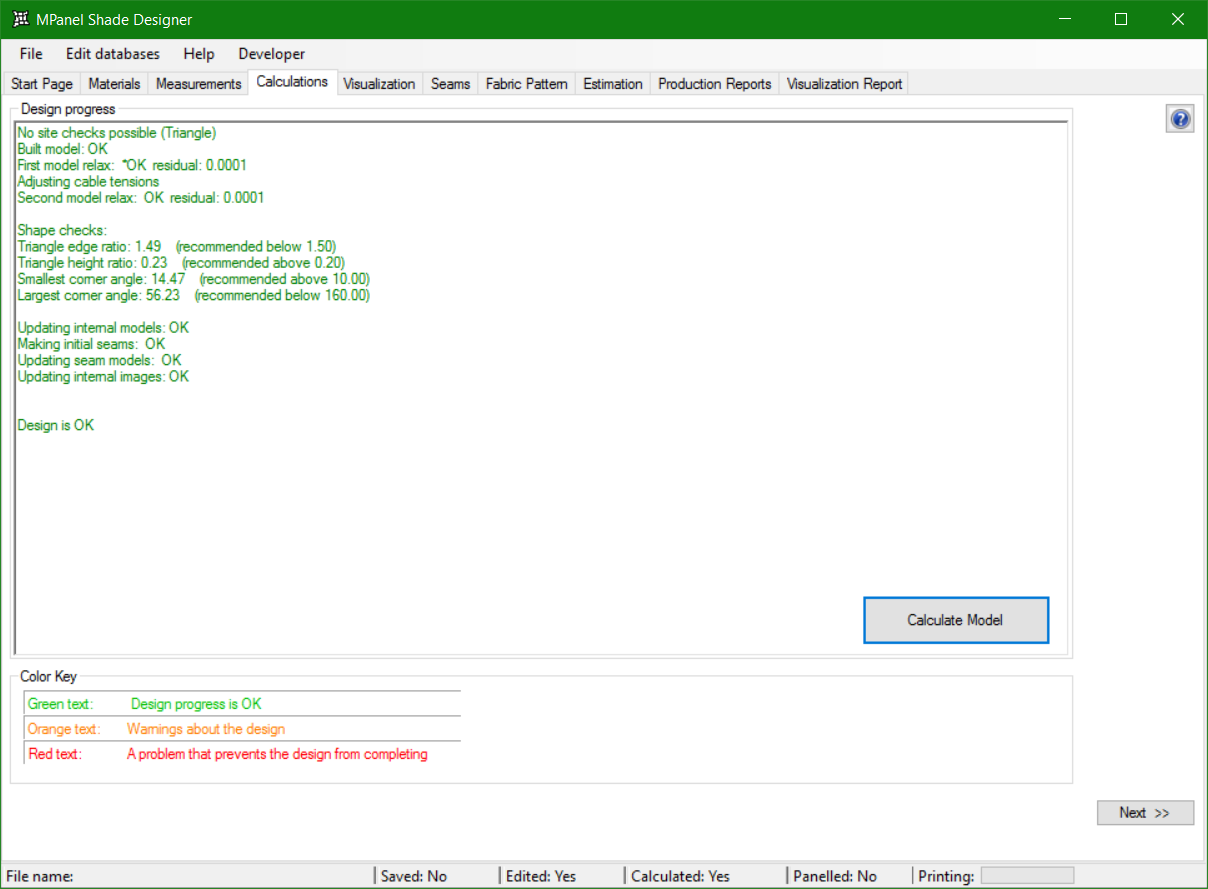 MPanel Shade Designer
File Edit databases Help Developer
Start Page Materials Measurements Calculations Visualization Seams Fabric Pattern Estimation Production Reports Visualization Report
Design progress
No site checks possible (Triangle)
Built model: OK
First model relax: *OK residual: 0.0001
Adjusting cable tensions
Second model relax: OK residual: 0.0001
Shape checks:
Triangle edge ratio: 1.49 (recommended below 1.50)
Triangle height ratio: 0.23 (recommended above 0.20)
Smallest corner angle: 14.47 (recommended above 10.00)
Largest corner angle: 56.23 (recommended below 160.00)
Updating internal models: OK
Making initial seams: OK
Updating seam models: OK
Updating internal images: OK
Design is OK
Calculate Model
Color Key
Green text: Design progress is OK
Orange text: Warnings about the design
Red text: A problem that prevents the design from completing
Next >>
File name: Saved: No Edited: Yes Calculated: Yes Panelled: No Printing: